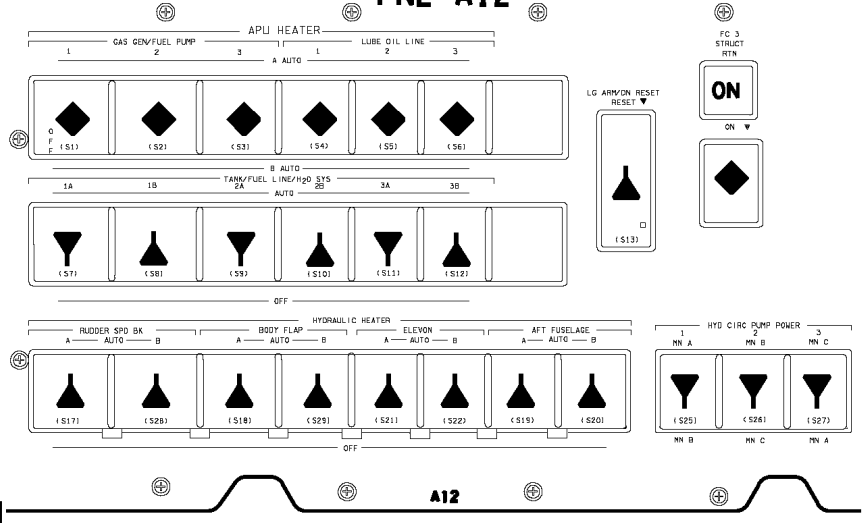 PNL A12
APU HEATER
GAS GEN/FUEL PUMP LUBE OIL LINE
1 2 3 1 2 3
A AUTO
OFF
(S1) (S2) (S3) (S4) (S5) (S6)
B AUTO
TANK/FUEL LINE/H2O SYS
1A 1B 2A 2B 3A 3B
AUTO
(S7) (S8) (S9) (S10) (S11) (S12)
OFF
LG ARM/DN RESET
RESET ▼
(S13)
FC 3
STRUCT
RTN
ON
ON ▼
HYDRAULIC HEATER
RUDDER SPD BK BODY FLAP ELEVON AFT FUSELAGE
A AUTO B A AUTO B A AUTO B A AUTO B
(S17) (S28) (S18) (S29) (S21) (S22) (S19) (S20)
OFF
HYD CIRC PUMP POWER
1 2 3
MN A MN B MN C
(S25) (S26) (S27)
MN B MN C MN A
A12